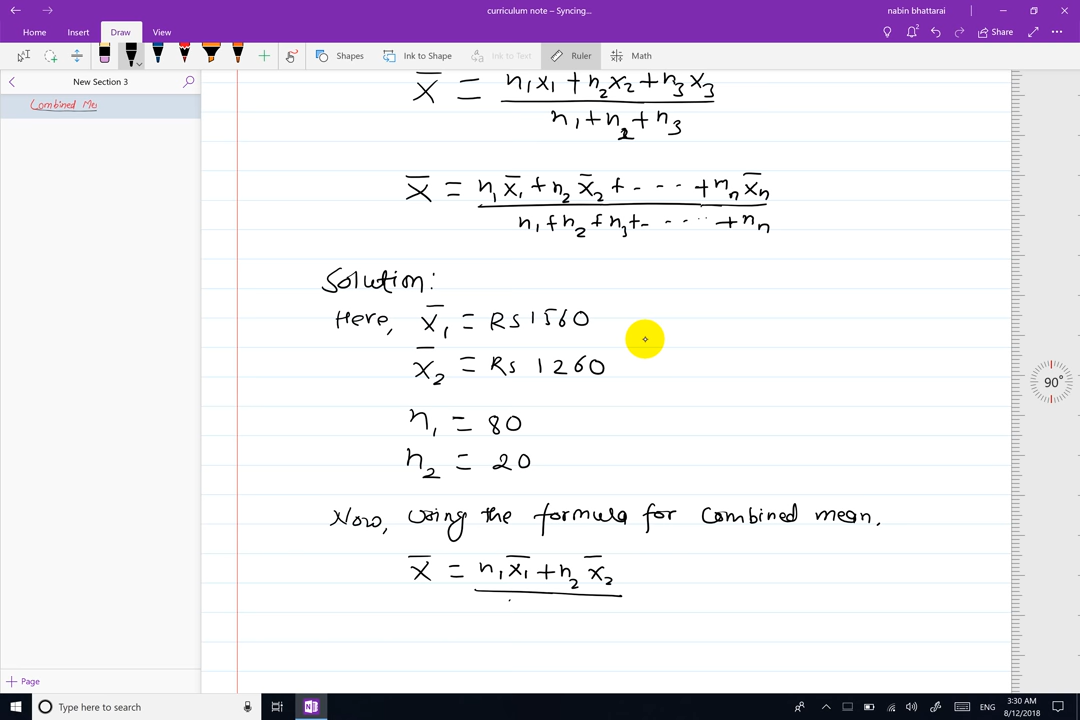 curriculum note – Syncing...
nabin bhattarai
Home Insert Draw View
Share
Shapes Ink to Shape Ink to Text Ruler Math
New Section 3
Combined Me
X̅ = n₁x₁ + n₂x₂ + n₃x₃ / n₁ + n₂ + n₃
X̅ = n₁x̅₁ + n₂x̅₂ + - - - - + nₙx̅ₙ / n₁ + n₂ + n₃ + - - - - .. + nₙ
Solution:
Here, X̅₁ = RS 1560
X̅₂ = Rs 1260
n₁ = 80
n₂ = 20
Now, using the formula for combined mean.
X̅ = n₁x̅₁ + n₂x̅₂
90°
+ Page
Type here to search
ENG
3:30 AM
8/12/2018